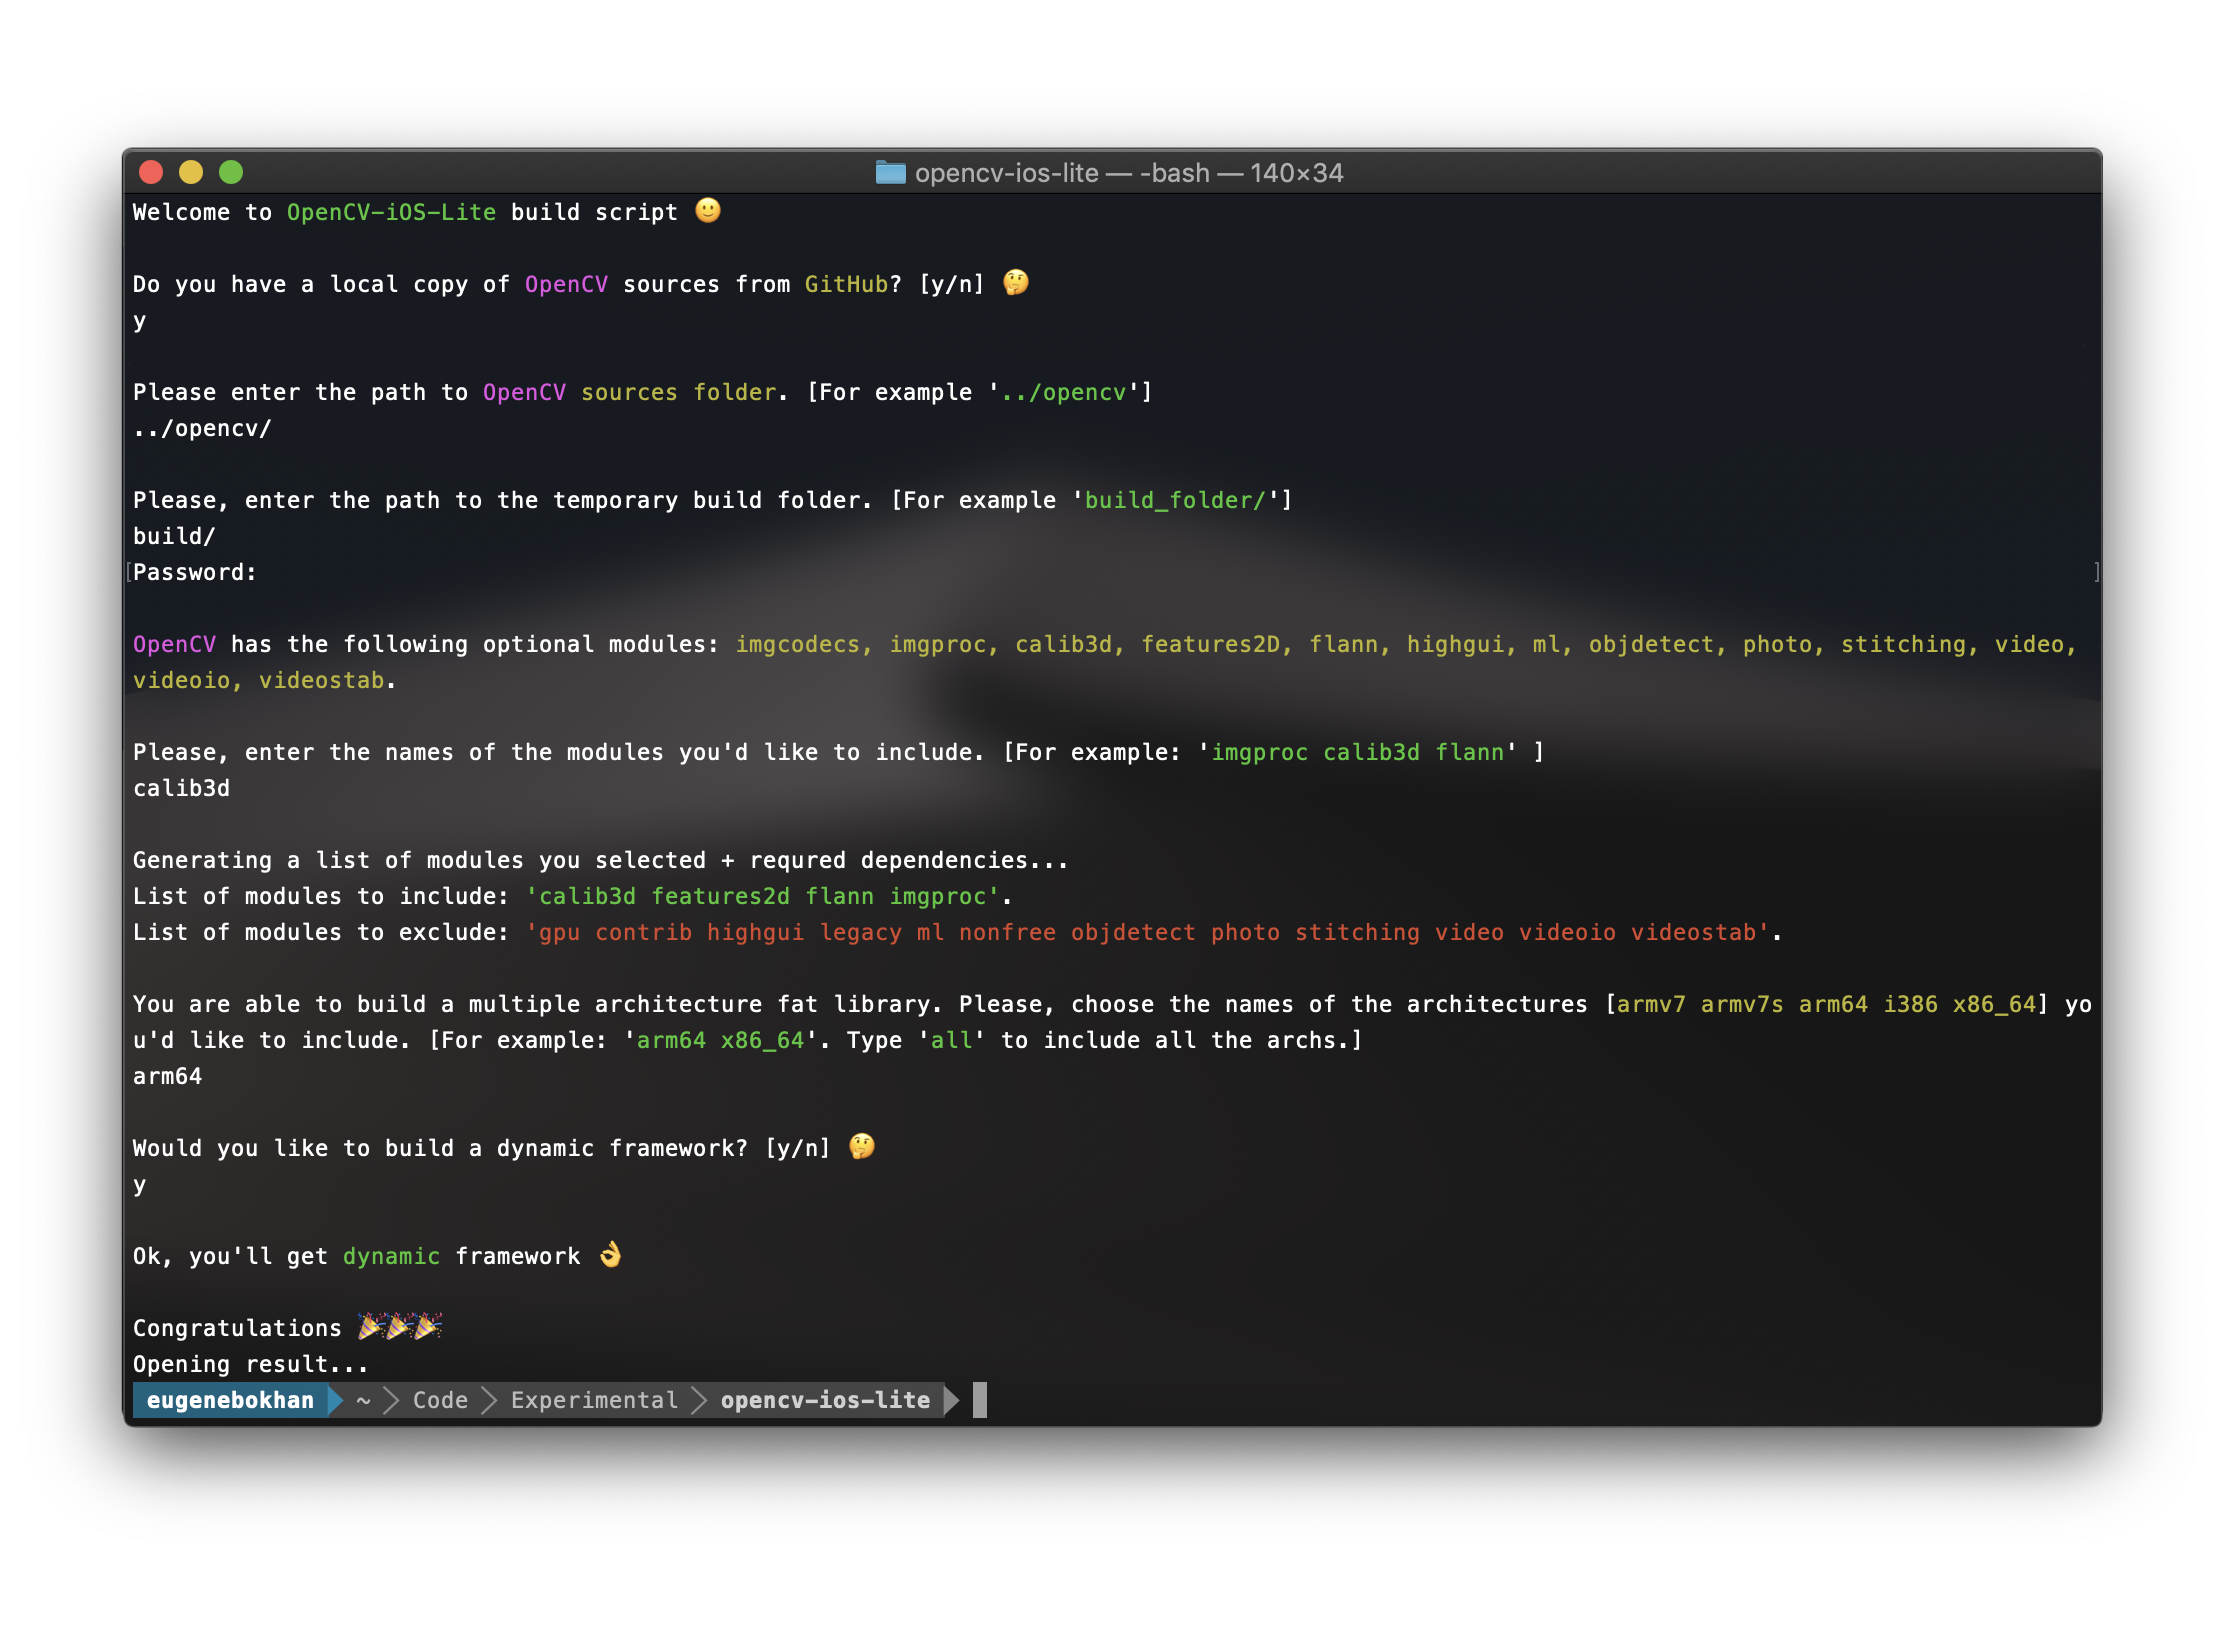 opencv-ios-lite — -bash — 140×34
Welcome to OpenCV-iOS-Lite build script 🙂
Do you have a local copy of OpenCV sources from GitHub? [y/n] 🤔
y
Please enter the path to OpenCV sources folder. [For example '../opencv']
../opencv/
Please, enter the path to the temporary build folder. [For example 'build_folder/']
build/
[Password: ]
OpenCV has the following optional modules: imgcodecs, imgproc, calib3d, features2D, flann, highgui, ml, objdetect, photo, stitching, video,
videoio, videostab.
Please, enter the names of the modules you'd like to include. [For example: 'imgproc calib3d flann' ]
calib3d
Generating a list of modules you selected + requred dependencies...
List of modules to include: 'calib3d features2d flann imgproc'.
List of modules to exclude: 'gpu contrib highgui legacy ml nonfree objdetect photo stitching video videoio videostab'.
You are able to build a multiple architecture fat library. Please, choose the names of the architectures [armv7 armv7s arm64 i386 x86_64] yo
u'd like to include. [For example: 'arm64 x86_64'. Type 'all' to include all the archs.]
arm64
Would you like to build a dynamic framework? [y/n] 🤔
y
Ok, you'll get dynamic framework 👌
Congratulations 🎉🎉🎉
Opening result...
eugenebokhan ~ Code Experimental opencv-ios-lite